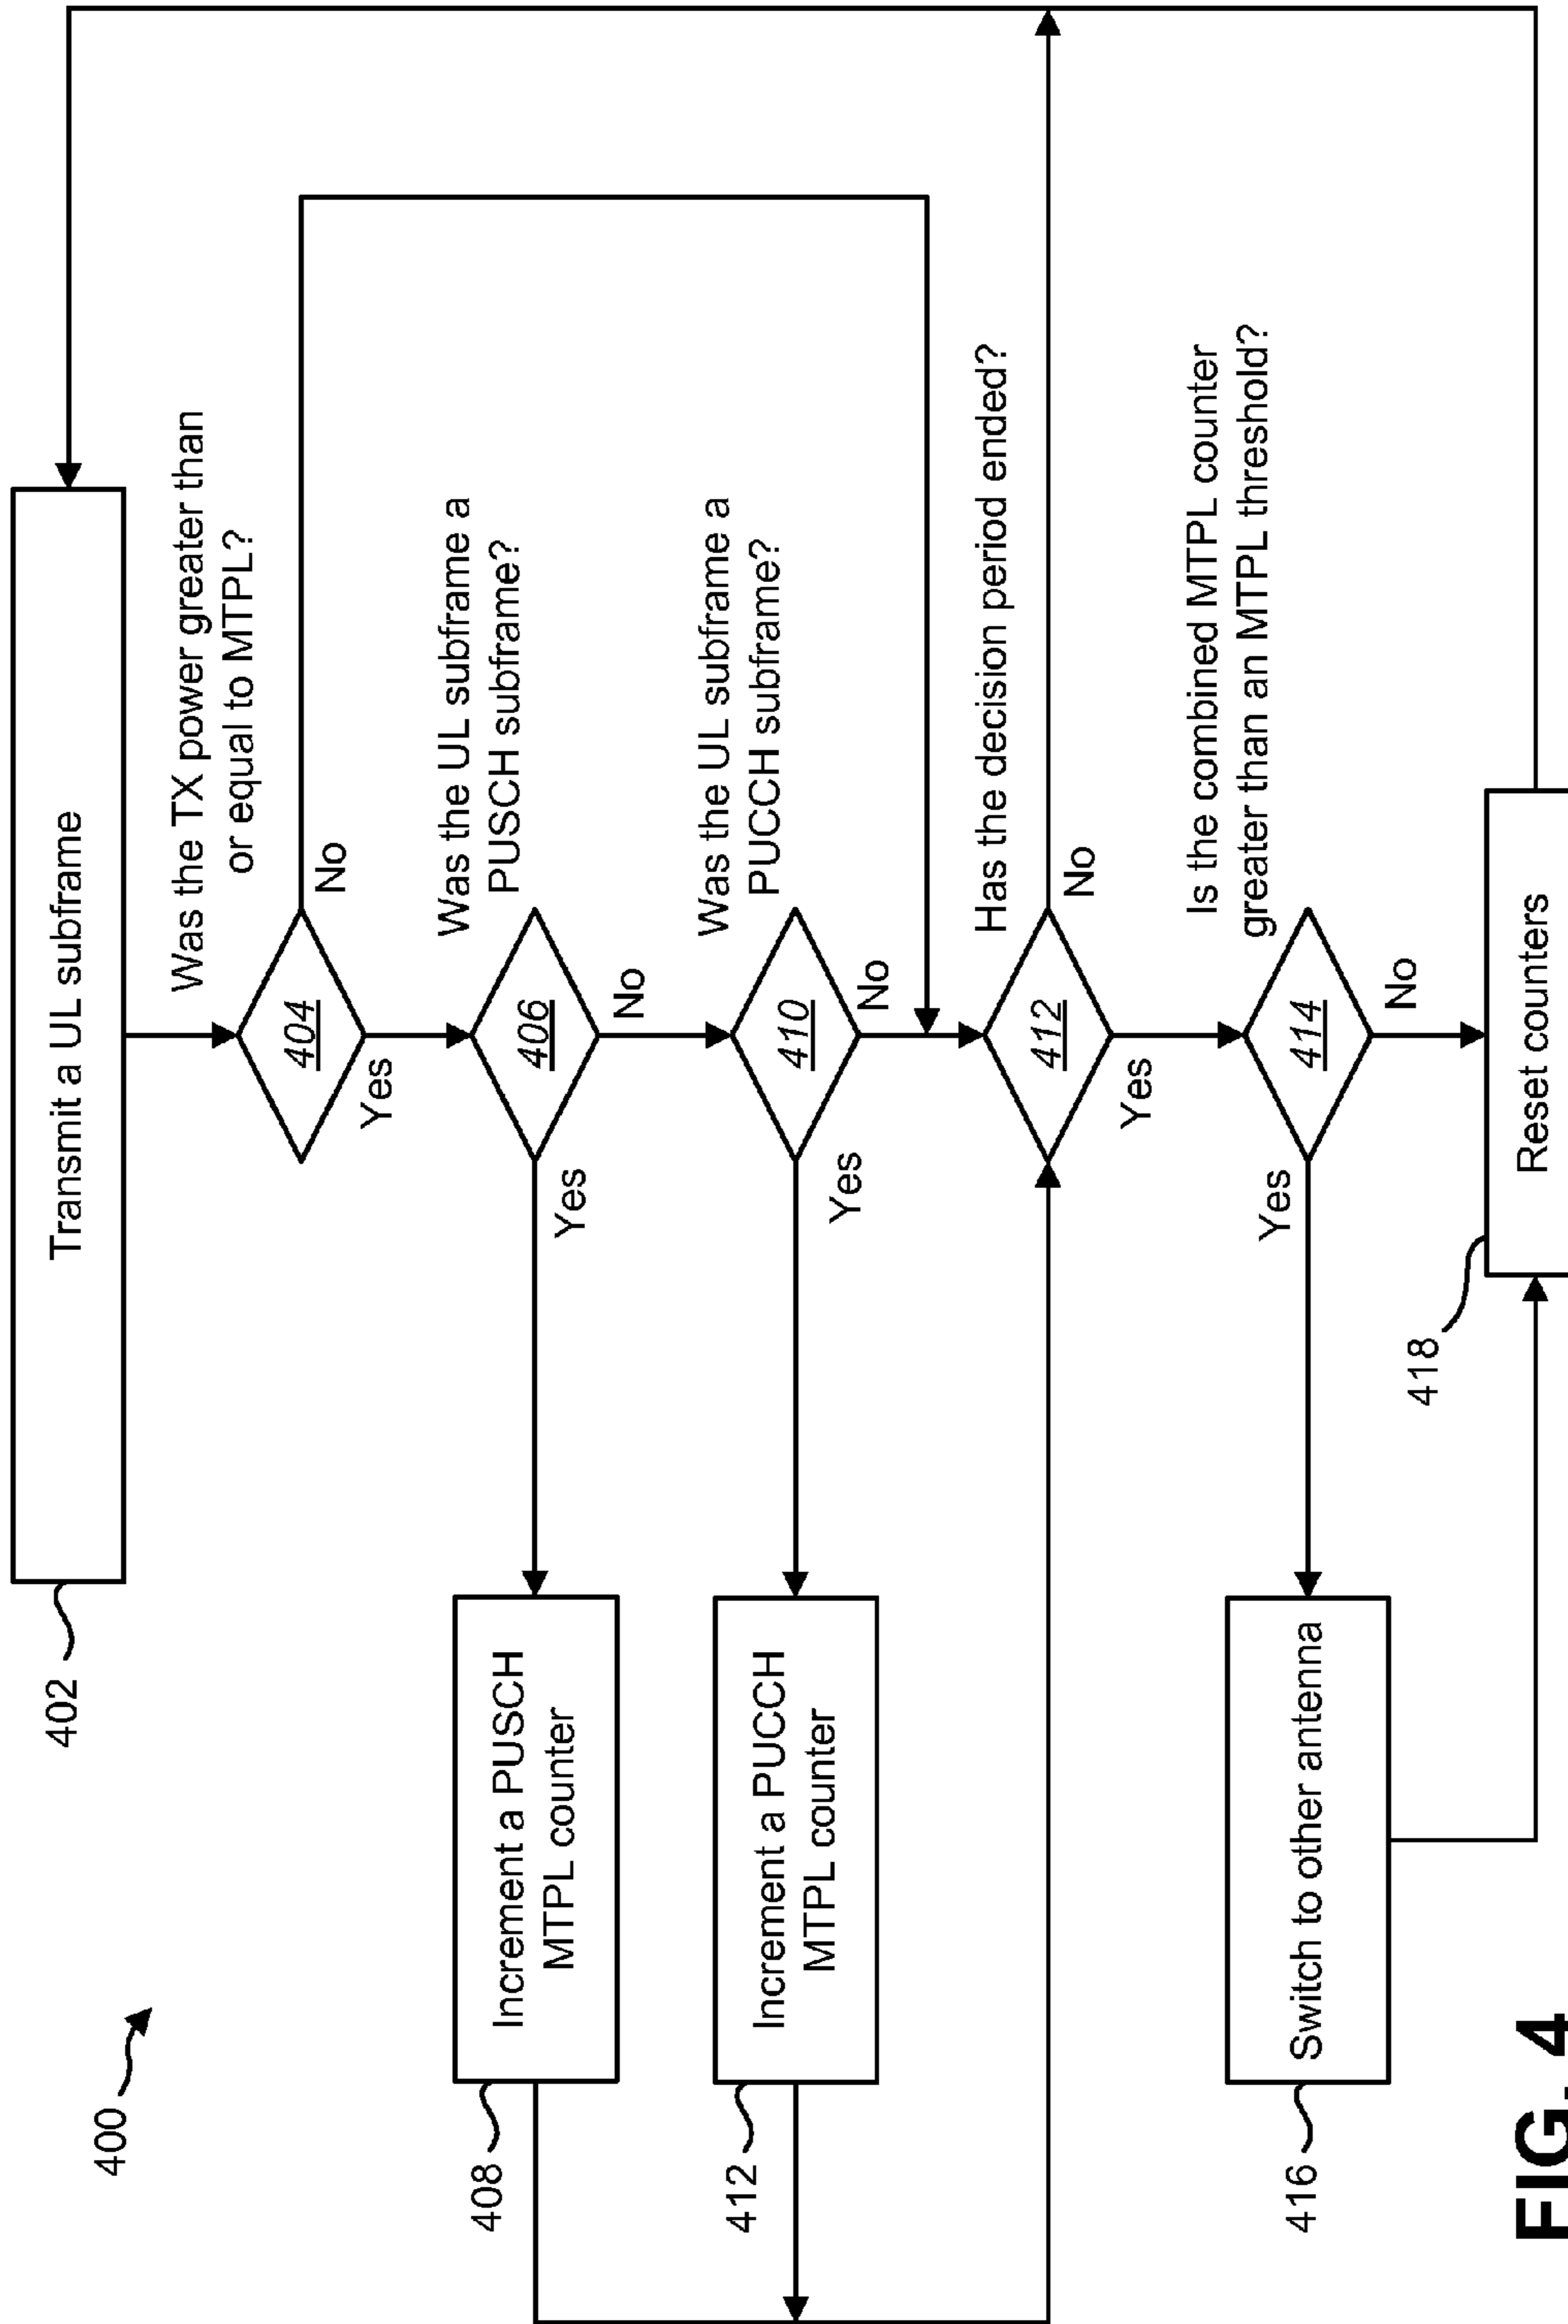 400
402
Transmit a UL subframe
Was the TX power greater than
or equal to MTPL?
404
No
Yes
Was the UL subframe a
PUSCH subframe?
406
Yes
No
408
Increment a PUSCH
MTPL counter
Was the UL subframe a
PUCCH subframe?
410
Yes
No
412
Increment a PUCCH
MTPL counter
Has the decision period ended?
412
No
Yes
Is the combined MTPL counter
greater than an MTPL threshold?
414
Yes
No
416
Switch to other antenna
418
Reset counters
FIG. 4